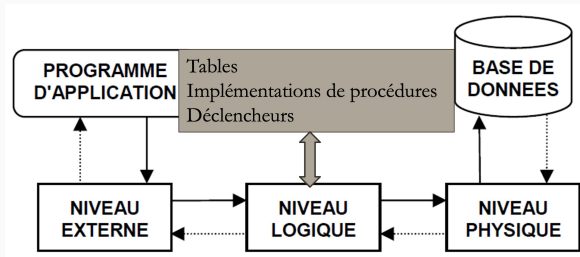 PROGRAMME
D'APPLICATION
Tables
Implémentations de procédures
Déclencheurs
BASE DE
DONNEES
NIVEAU
EXTERNE
NIVEAU
LOGIQUE
NIVEAU
PHYSIQUE